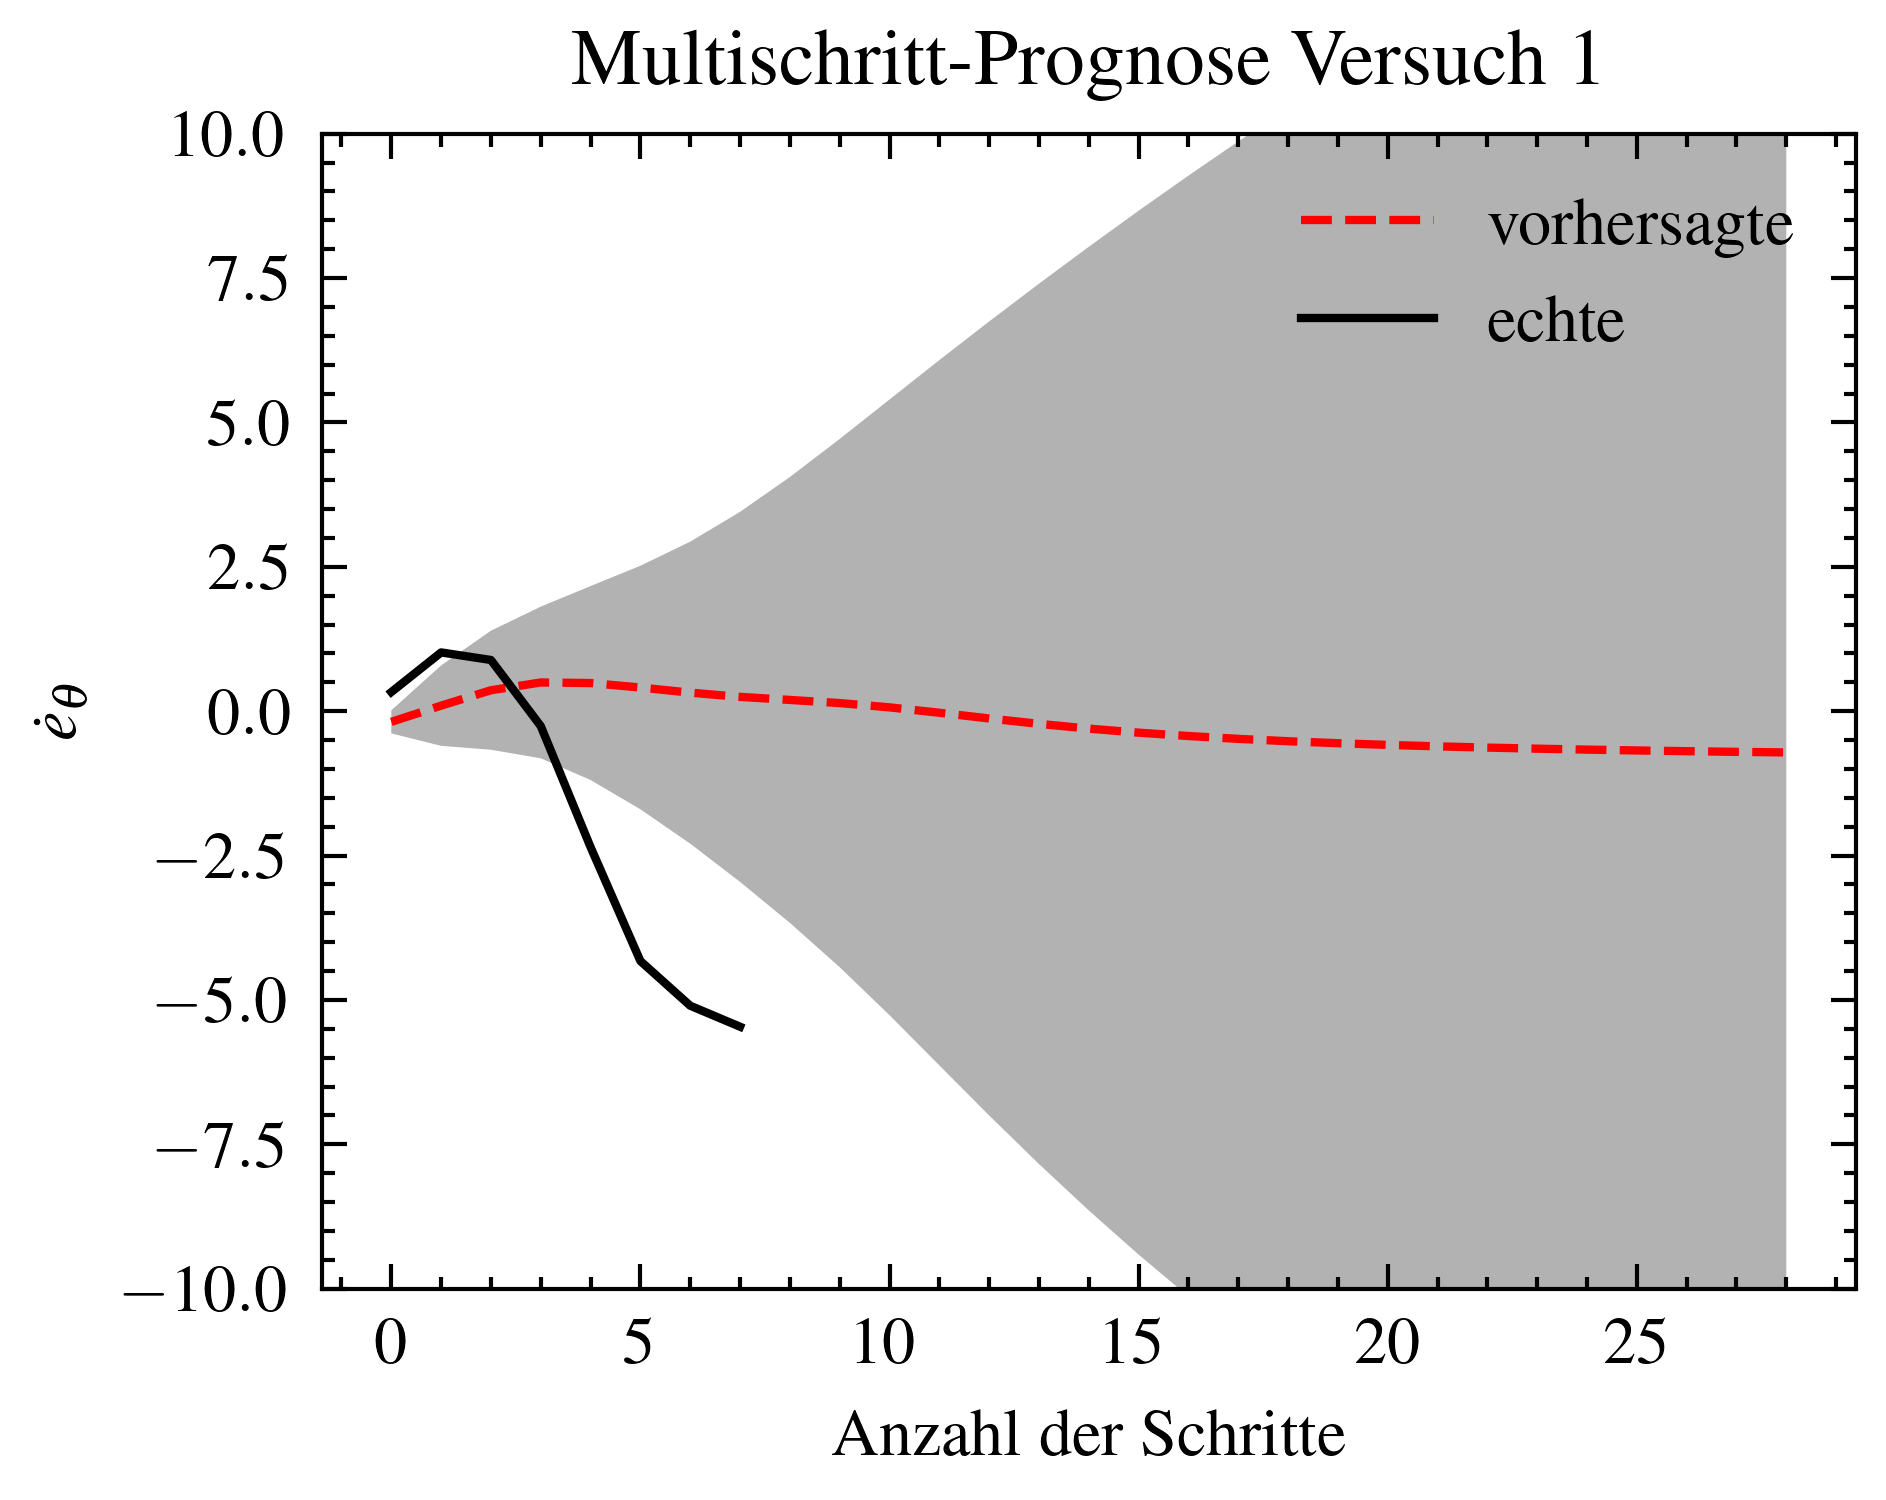 Multischritt-Prognose Versuch 1
10.0
7.5
5.0
2.5
0.0
−2.5
−5.0
−7.5
−10.0
ė_θ
vorhersagte
echte
0 5 10 15 20 25
Anzahl der Schritte